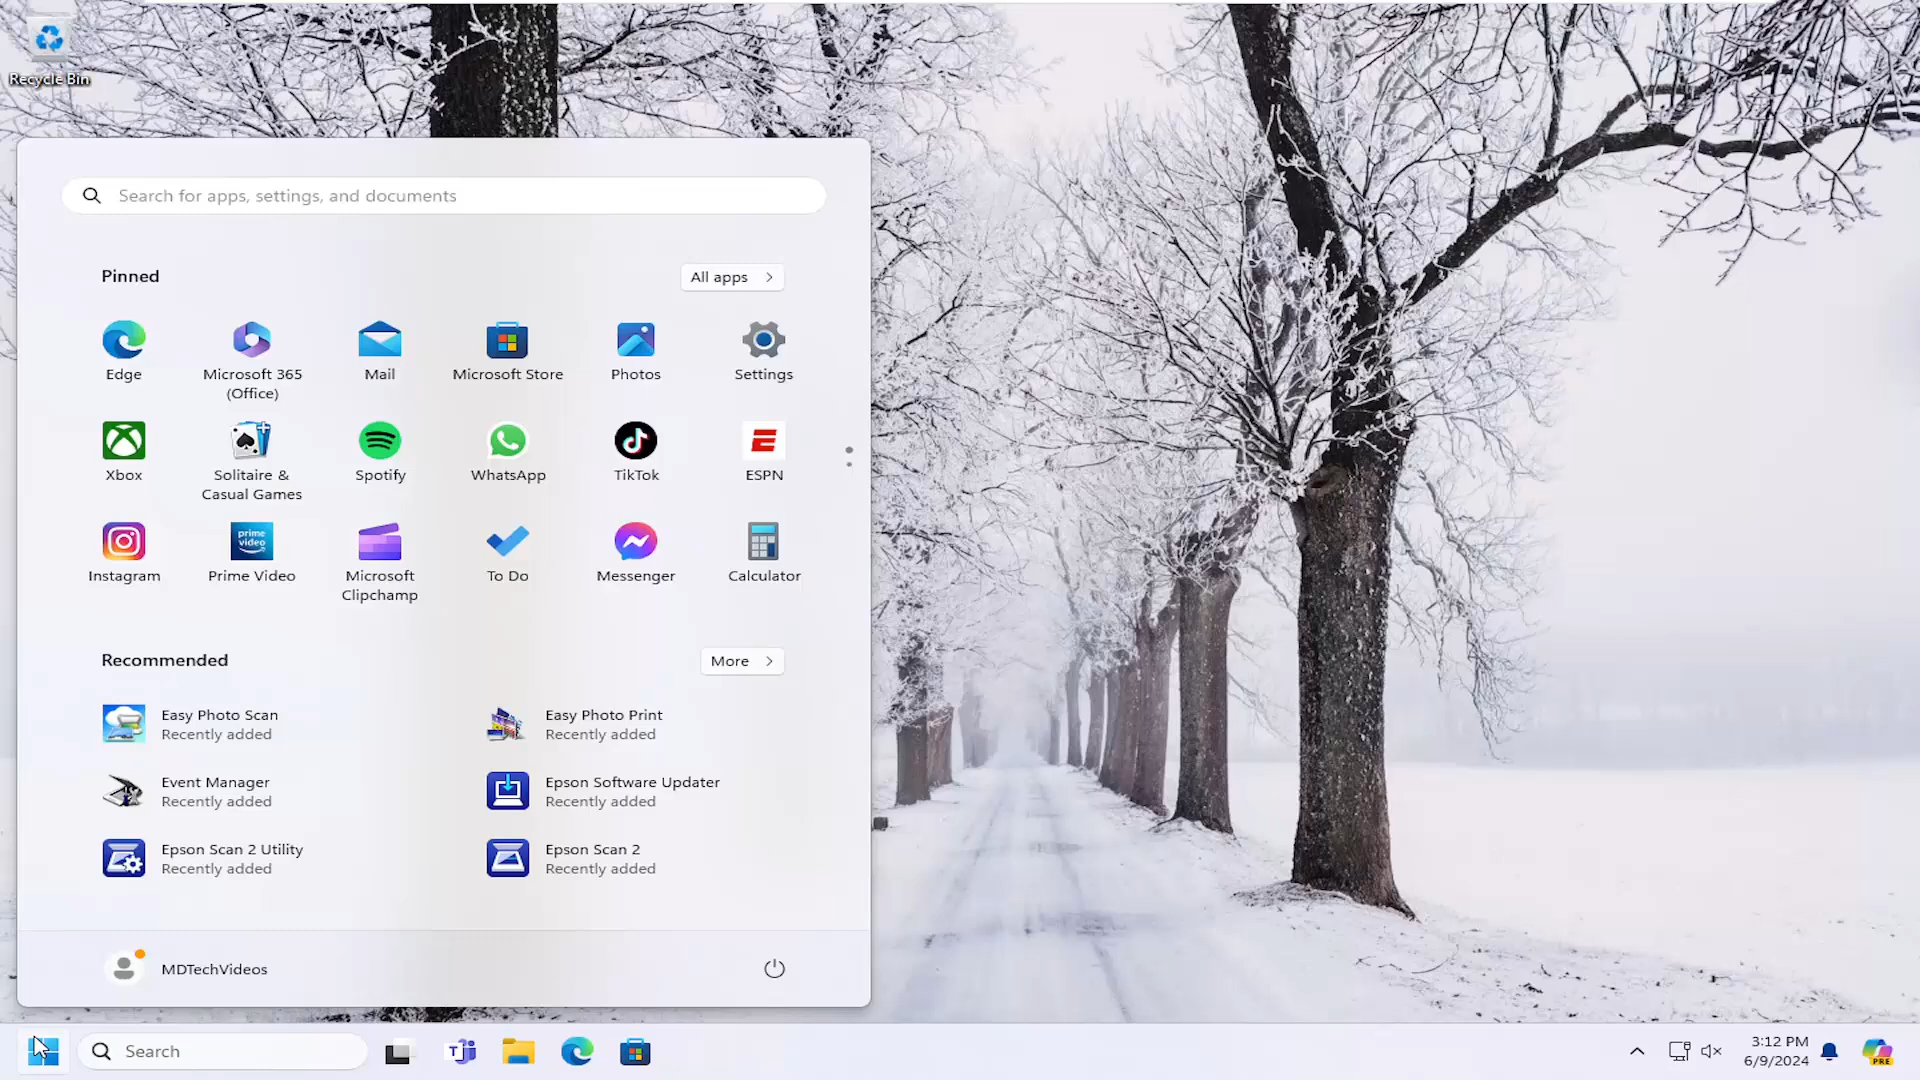 Recycle Bin
Search for apps, settings, and documents
Pinned
All apps
Edge
Microsoft 365
(Office)
Mail
Microsoft Store
Photos
Settings
Xbox
Solitaire &
Casual Games
Spotify
WhatsApp
TikTok
ESPN
Instagram
prime
video
Prime Video
Microsoft
Clipchamp
To Do
Messenger
Calculator
Recommended
More
Easy Photo Scan
Recently added
Easy Photo Print
Recently added
Event Manager
Recently added
Epson Software Updater
Recently added
Epson Scan 2 Utility
Recently added
Epson Scan 2
Recently added
MDTechVideos
Search
3:12 PM
6/9/2024
PRE